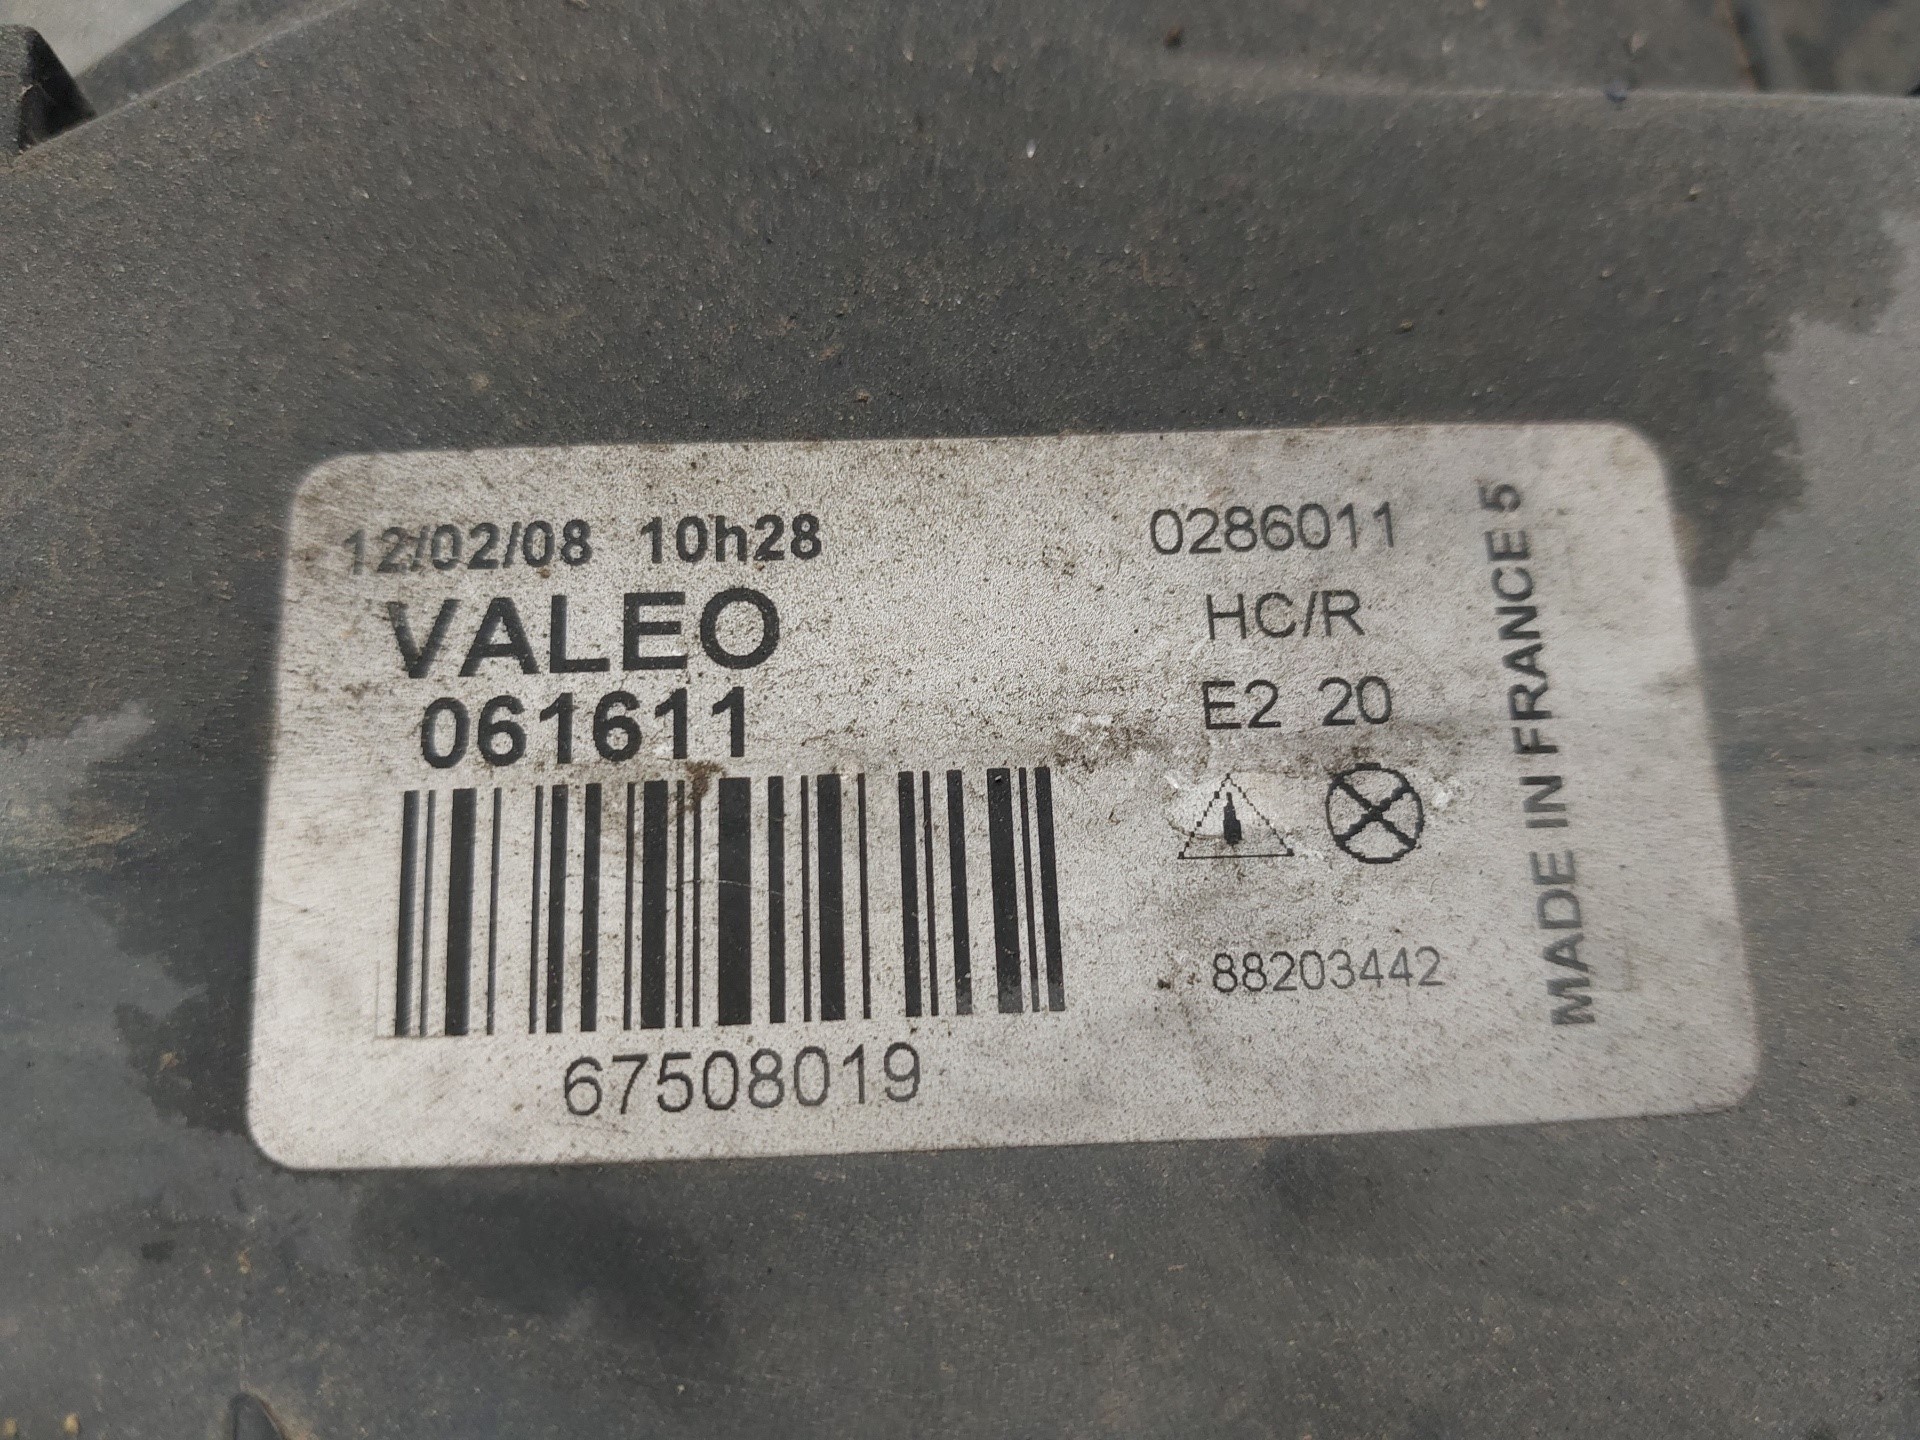 12/02/08 10h28
VALEO
061611
67508019
0286011
HC/R
E2 20
88203442
MADE IN FRANCE 5